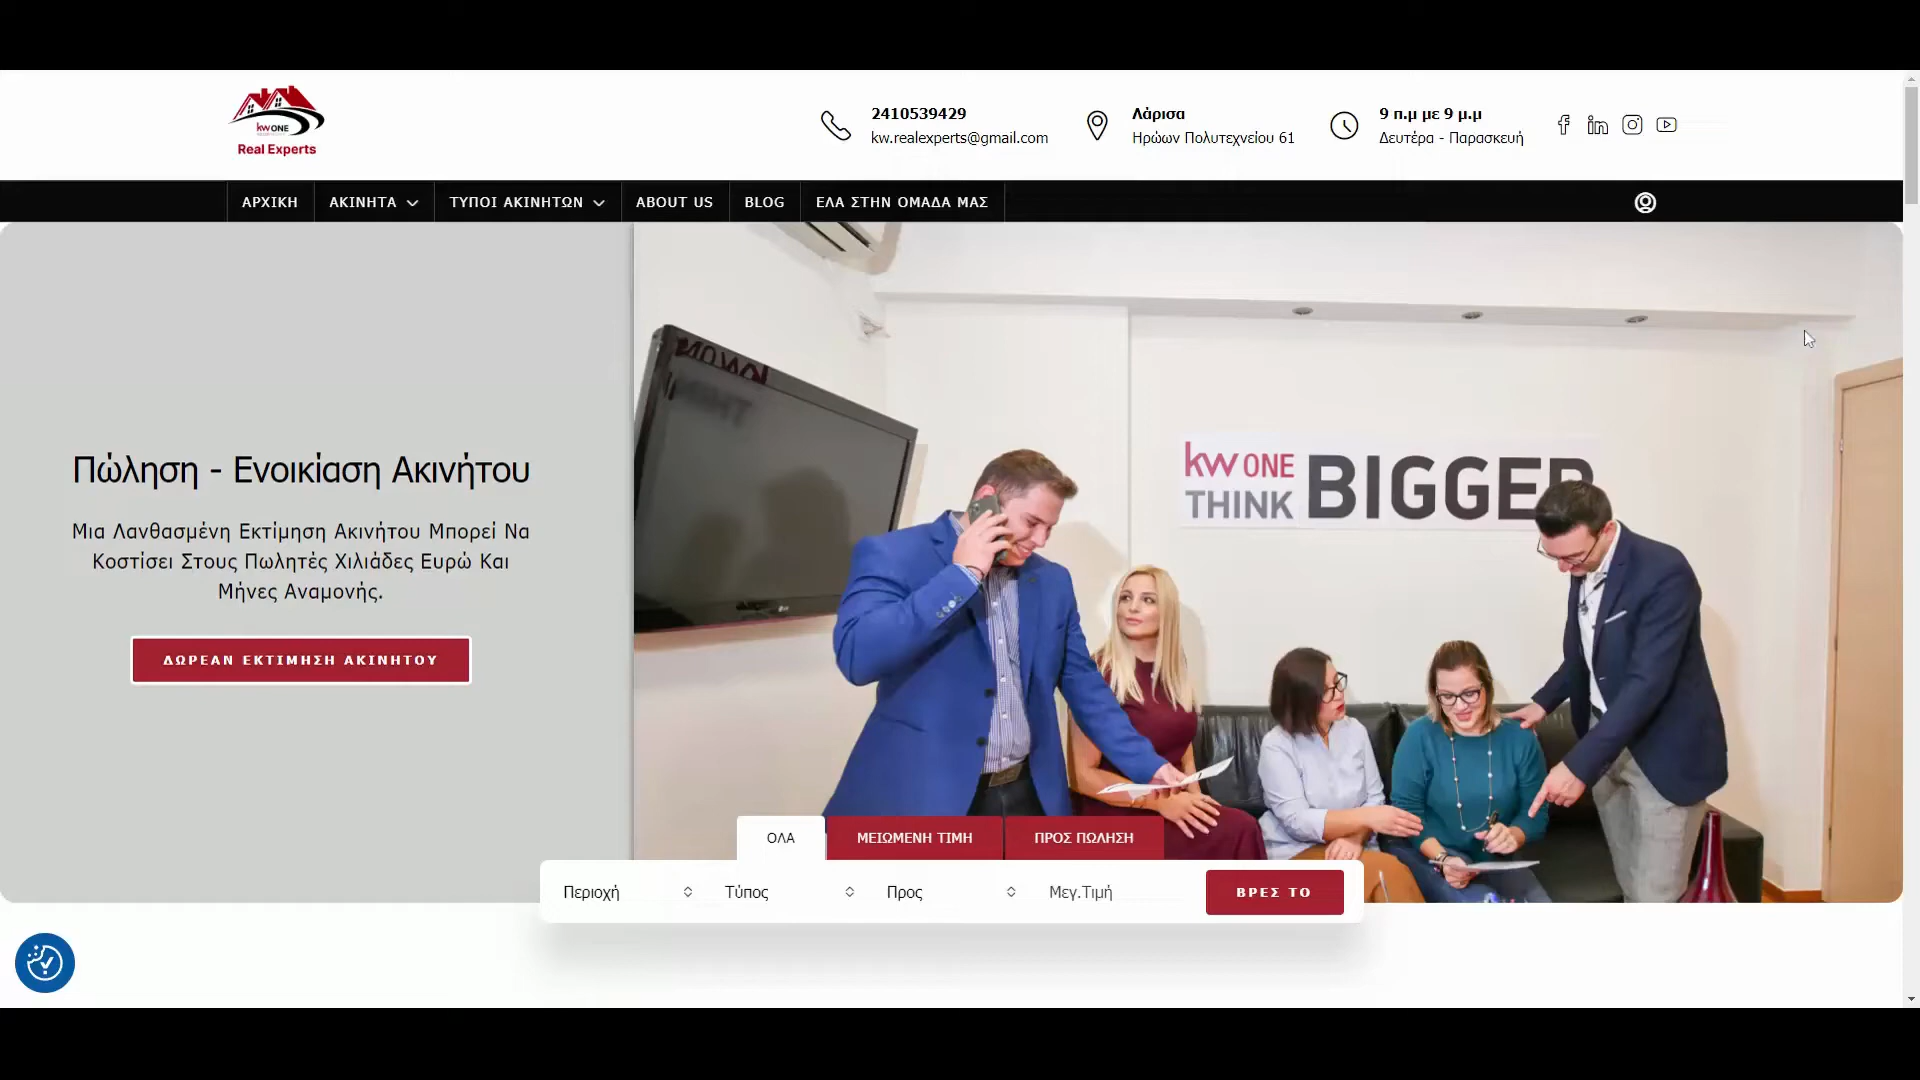 kw ONE
Real Experts
2410539429
kw.realexperts@gmail.com
Λάρισα
Ηρώων Πολυτεχνείου 61
9 π.μ με 9 μ.μ
Δευτέρα - Παρασκευή
ΑΡΧΙΚΗ
ΑΚΙΝΗΤΑ
ΤΥΠΟΙ ΑΚΙΝΗΤΩΝ
ABOUT US
BLOG
ΕΛΑ ΣΤΗΝ ΟΜΑΔΑ ΜΑΣ
Πώληση - Ενοικίαση Ακινήτου
Μια Λανθασμένη Εκτίμηση Ακινήτου Μπορεί Να
Κοστίσει Στους Πωλητές Χιλιάδες Ευρώ Και
Μήνες Αναμονής.
ΔΩΡΕΑΝ ΕΚΤΙΜΗΣΗ ΑΚΙΝΗΤΟΥ
kw ONE
THINK BIGGER
ΟΛΑ
ΜΕΙΩΜΕΝΗ ΤΙΜΗ
ΠΡΟΣ ΠΩΛΗΣΗ
Περιοχή
Τύπος
Προς
Μεγ.Τιμή
ΒΡΕΣ ΤΟ